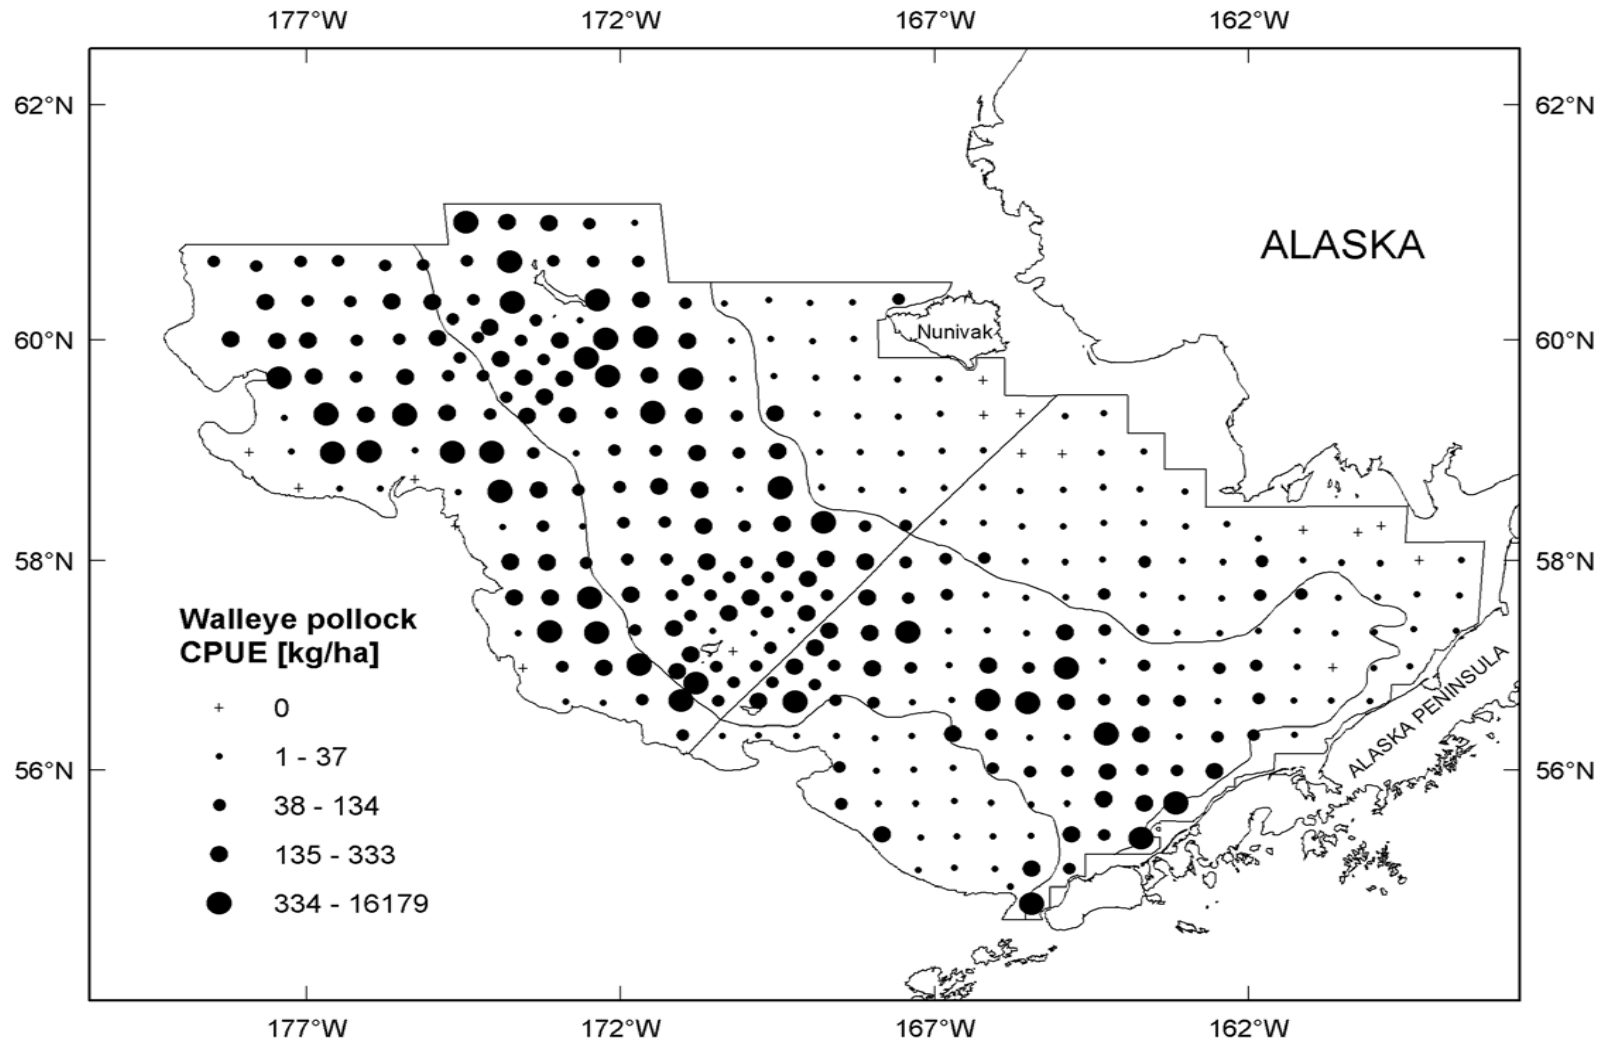 177°W 172°W 167°W 162°W
62°N 62°N
ALASKA
60°N Nunivak 60°N
58°N 58°N
Walleye pollock
CPUE [kg/ha]
+ 0
1 - 37
38 - 134
135 - 333
334 - 16179
ALASKA PENINSULA
56°N 56°N
177°W 172°W 167°W 162°W